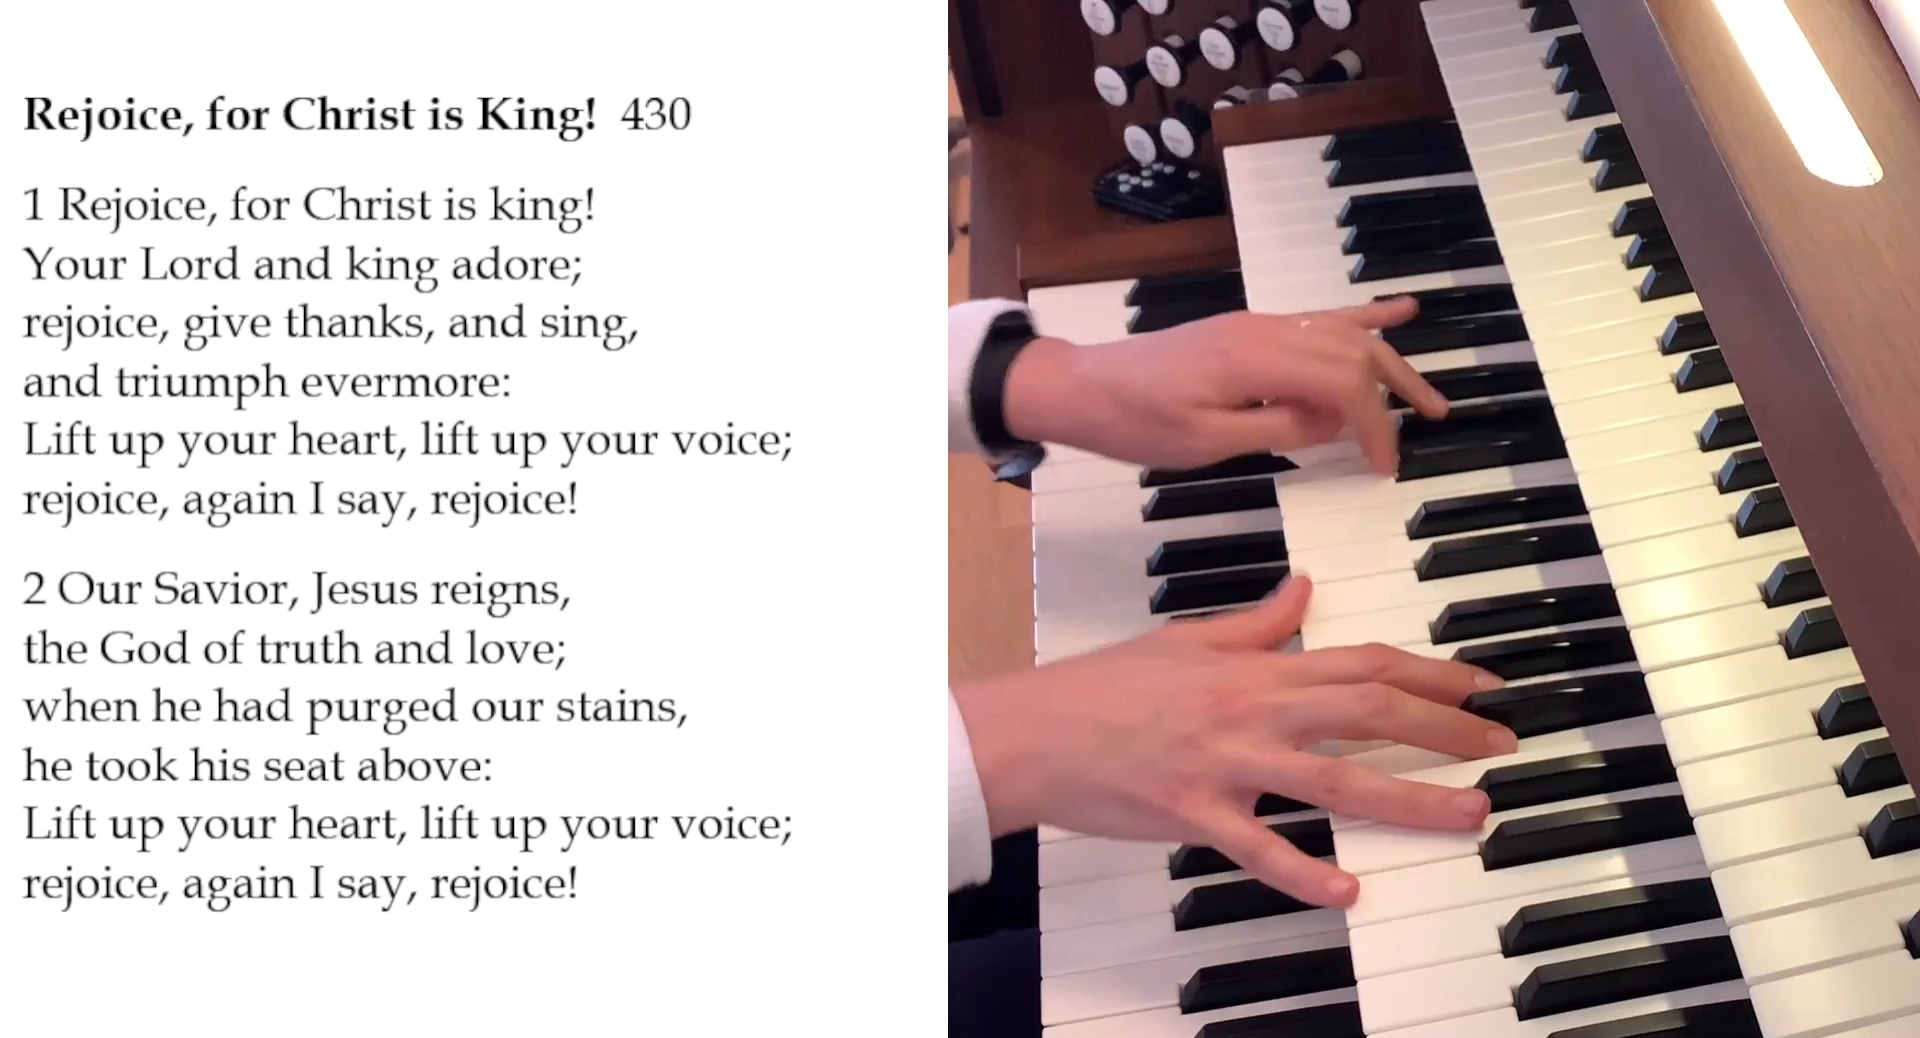 Rejoice, for Christ is King! 430
1 Rejoice, for Christ is king!
Your Lord and king adore;
rejoice, give thanks, and sing,
and triumph evermore:
Lift up your heart, lift up your voice;
rejoice, again I say, rejoice!
2 Our Savior, Jesus reigns,
the God of truth and love;
when he had purged our stains,
he took his seat above:
Lift up your heart, lift up your voice;
rejoice, again I say, rejoice!